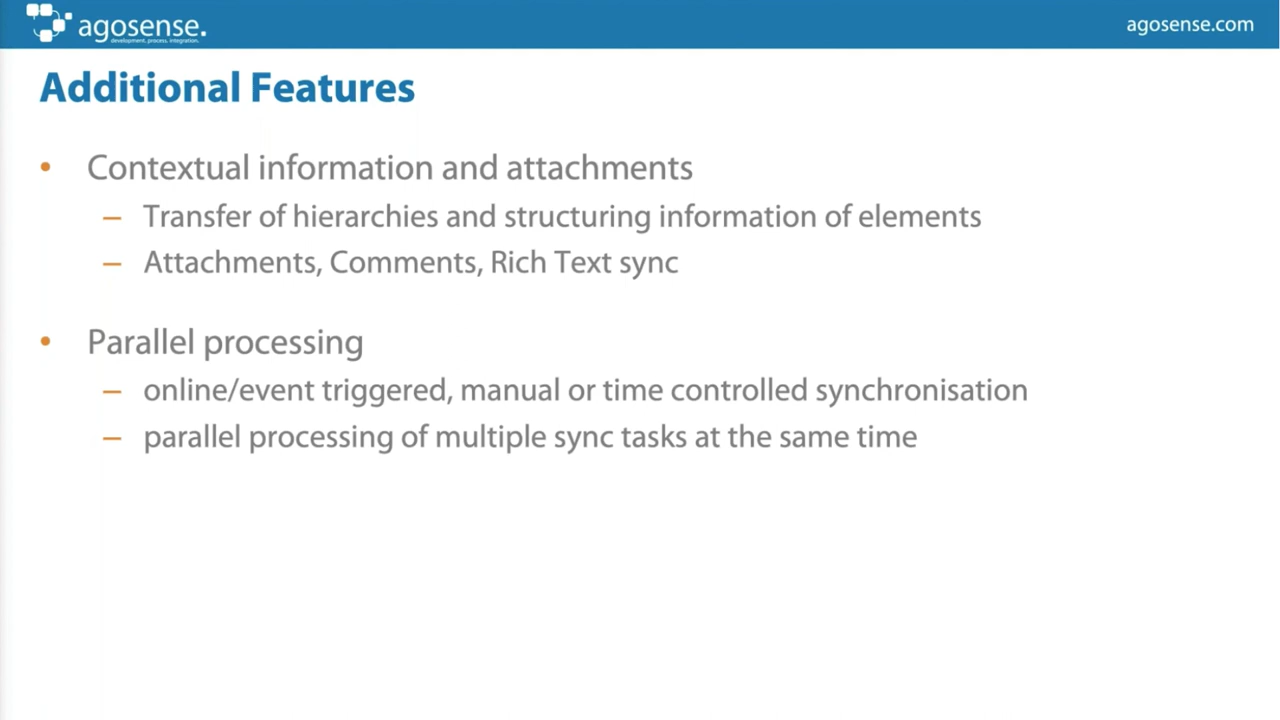 agosense.
development, process, integration.
agosense.com
Additional Features
• Contextual information and attachments
– Transfer of hierarchies and structuring information of elements
– Attachments, Comments, Rich Text sync
• Parallel processing
– online/event triggered, manual or time controlled synchronisation
– parallel processing of multiple sync tasks at the same time